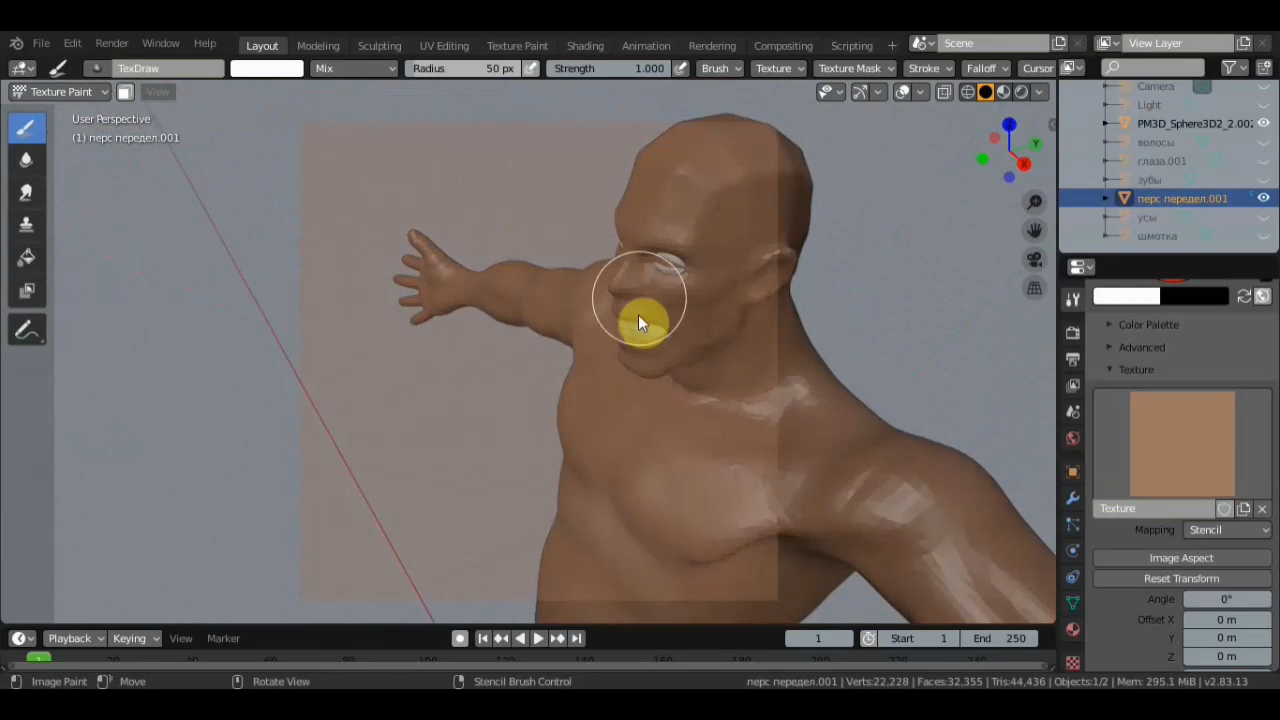 File Edit Render Window Help Layout Modeling Sculpting UV Editing Texture Paint Shading Animation Rendering Compositing Scripting + Scene View Layer
TexDraw Mix Radius 50 px Strength 1.000 Brush Texture Texture Mask Stroke Falloff Cursor
Texture Paint View
User Perspective
(1) перс передел.001
Camera
Light
PM3D_Sphere3D2_2.002
волосы
глаза.001
зубы
перс передел.001
усы
шмотка
X
Y
Z
Color Palette
Advanced
Texture
Texture
Mapping Stencil
Image Aspect
Reset Transform
Angle 0°
Offset X 0 m
Y 0 m
Z 0 m
Playback Keying View Marker 1 Start 1 End 250
1
Image Paint Move Rotate View Stencil Brush Control перс передел.001 | Verts:22,228 | Faces:32,355 | Tris:44,436 | Objects:1/2 | Mem: 295.1 MiB | v2.83.13